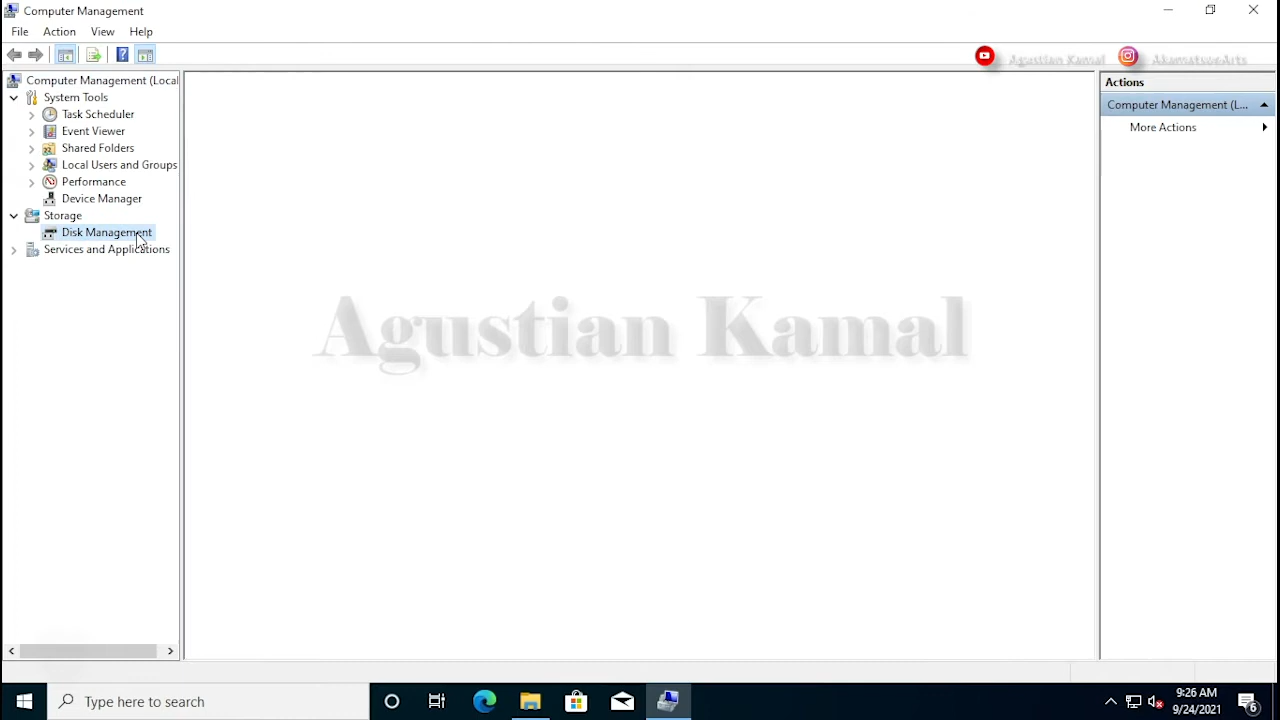 Computer Management
File Action View Help
Agustian Kamal AkamatsueArts
Computer Management (Local
System Tools
Task Scheduler
Event Viewer
Shared Folders
Local Users and Groups
Performance
Device Manager
Storage
Disk Management
Services and Applications
Actions
Computer Management (L...
More Actions
Agustian Kamal
Type here to search
9:26 AM
9/24/2021
6